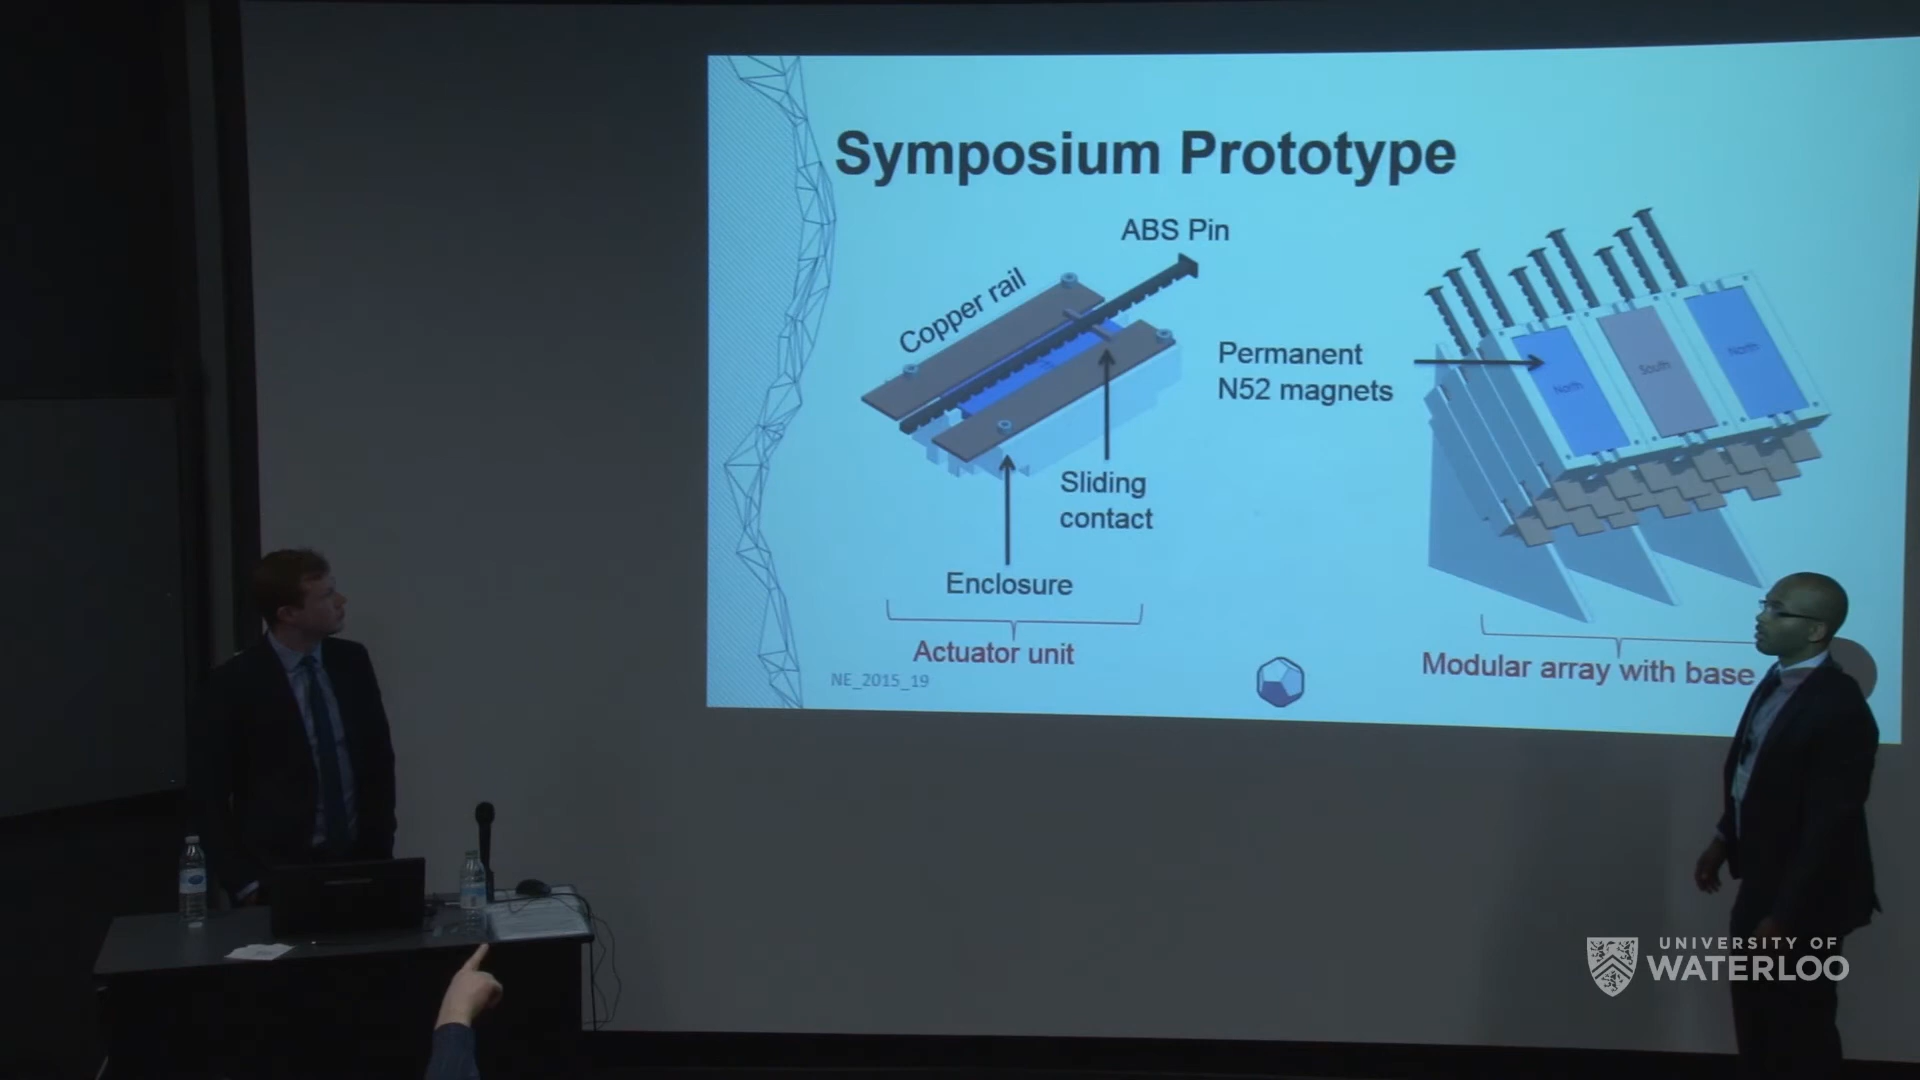 Symposium Prototype
ABS Pin
Copper rail
Permanent
N52 magnets
North
South
North
Sliding
contact
Enclosure
Actuator unit
Modular array with base
NE_2015_19
UNIVERSITY OF
WATERLOO